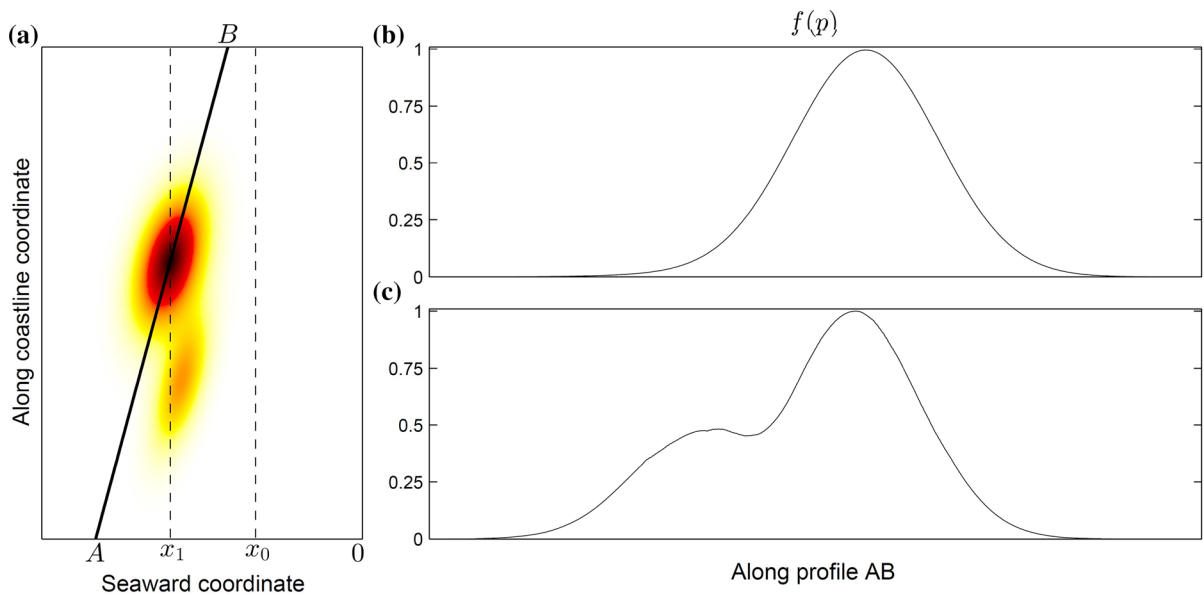 (a)
B
Along coastline coordinate
A
x₁
x₀
0
Seaward coordinate
f(p)
(b)
1
0.75
0.5
0.25
0
(c)
1
0.75
0.5
0.25
0
Along profile AB